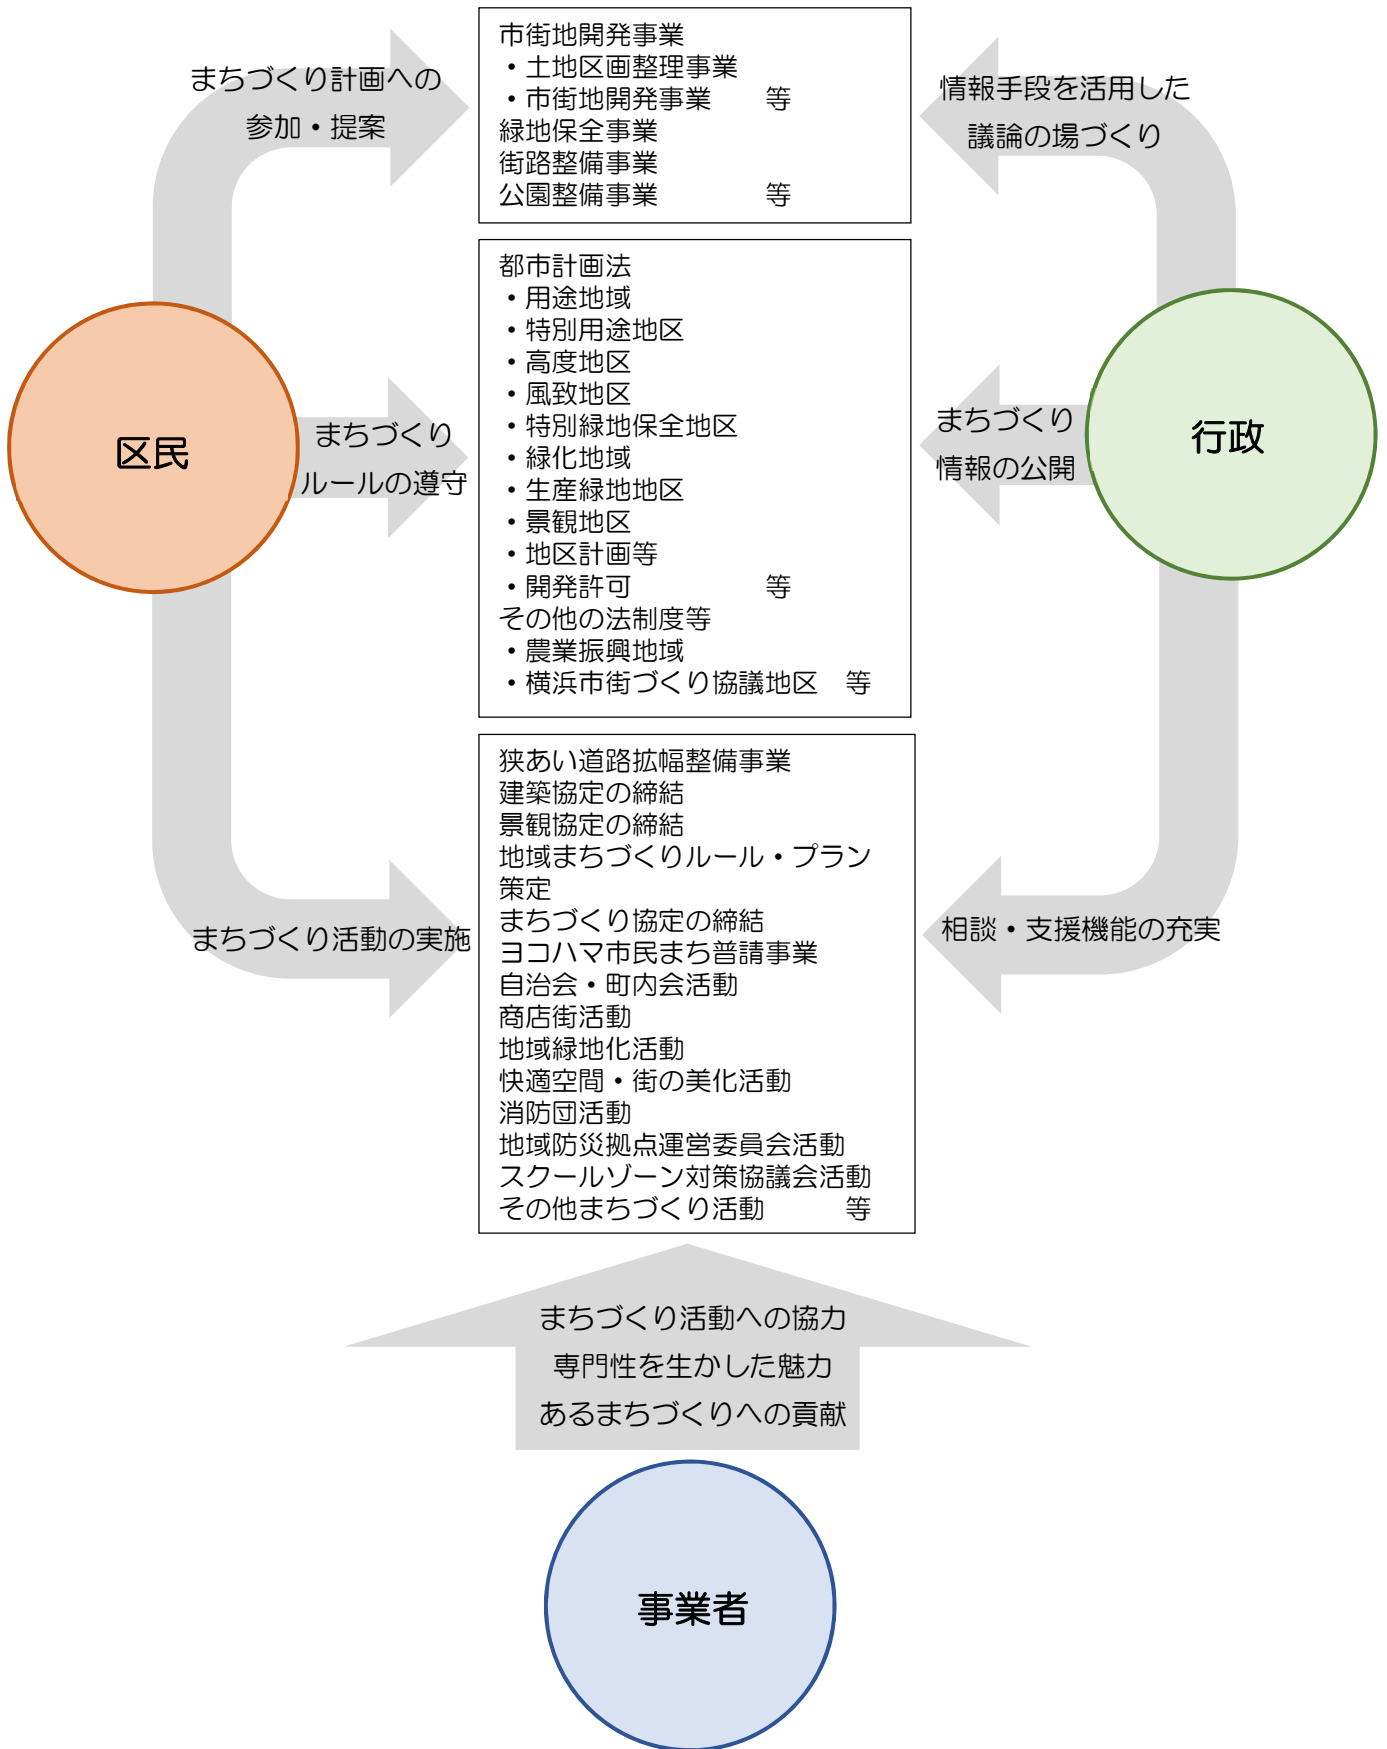 まちづくり計画への
参加・提案
市街地開発事業
・土地区画整理事業
・市街地開発事業　　等
緑地保全事業
街路整備事業
公園整備事業　　　　等
情報手段を活用した
議論の場づくり
区民
まちづくり
ルールの遵守
都市計画法
・用途地域
・特別用途地区
・高度地区
・風致地区
・特別緑地保全地区
・緑化地域
・生産緑地地区
・景観地区
・地区計画等
・開発許可　　　　　等
その他の法制度等
・農業振興地域
・横浜市街づくり協議地区　等
まちづくり
情報の公開
行政
まちづくり活動の実施
狭あい道路拡幅整備事業
建築協定の締結
景観協定の締結
地域まちづくりルール・プラン
策定
まちづくり協定の締結
ヨコハマ市民まち普請事業
自治会・町内会活動
商店街活動
地域緑地化活動
快適空間・街の美化活動
消防団活動
地域防災拠点運営委員会活動
スクールゾーン対策協議会活動
その他まちづくり活動　　　等
相談・支援機能の充実
まちづくり活動への協力
専門性を生かした魅力
あるまちづくりへの貢献
事業者